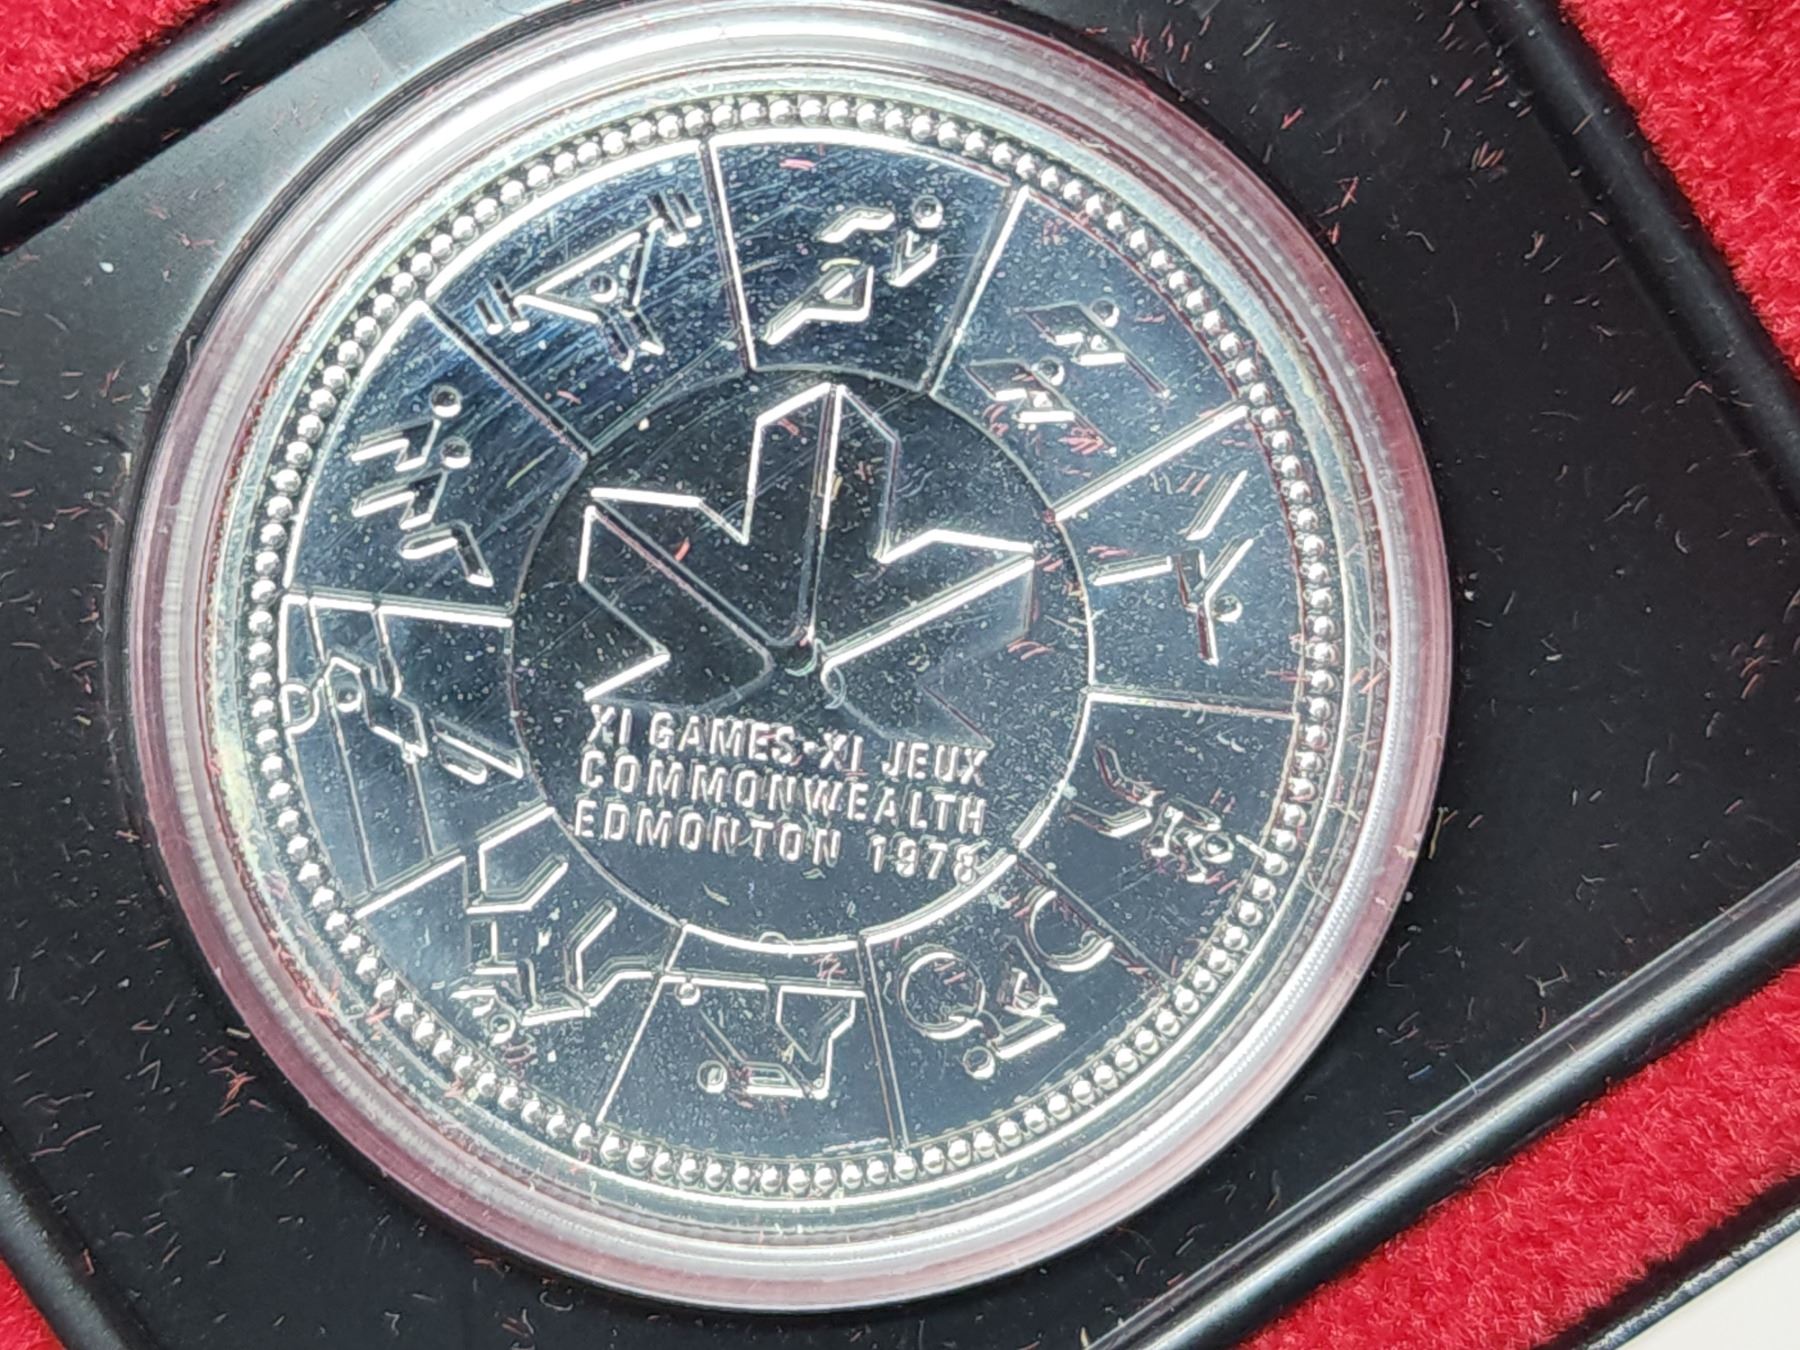 XI GAMES·XI JEUX
COMMONWEALTH
EDMONTON 1978